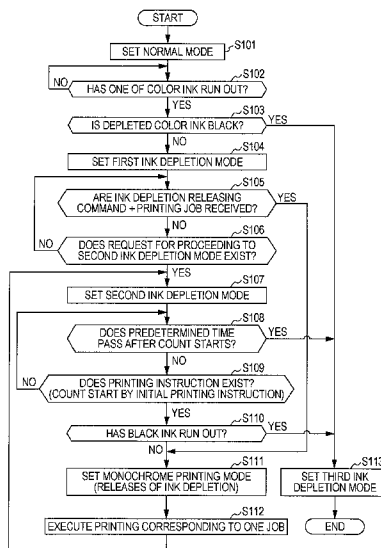 START
S101
SET NORMAL MODE
S102
NO
HAS ONE OF COLOR INK RUN OUT?
YES
S103
IS DEPLETED COLOR INK BLACK?
YES
NO
S104
SET FIRST INK DEPLETION MODE
S105
ARE INK DEPLETION RELEASING
COMMAND + PRINTING JOB RECEIVED?
YES
NO
S106
NO
DOES REQUEST FOR PROCEEDING TO
SECOND INK DEPLETION MODE EXIST?
YES
S107
SET SECOND INK DEPLETION MODE
S108
DOES PREDETERMINED TIME
PASS AFTER COUNT STARTS?
YES
NO
S109
NO
DOES PRINTING INSTRUCTION EXIST?
(COUNT START BY INITIAL PRINTING INSTRUCTION)
YES
S110
HAS BLACK INK RUN OUT?
YES
NO
S111
SET MONOCHROME PRINTING MODE
(RELEASES OF INK DEPLETION)
S113
SET THIRD INK
DEPLETION MODE
S112
EXECUTE PRINTING CORRESPONDING TO ONE JOB
END